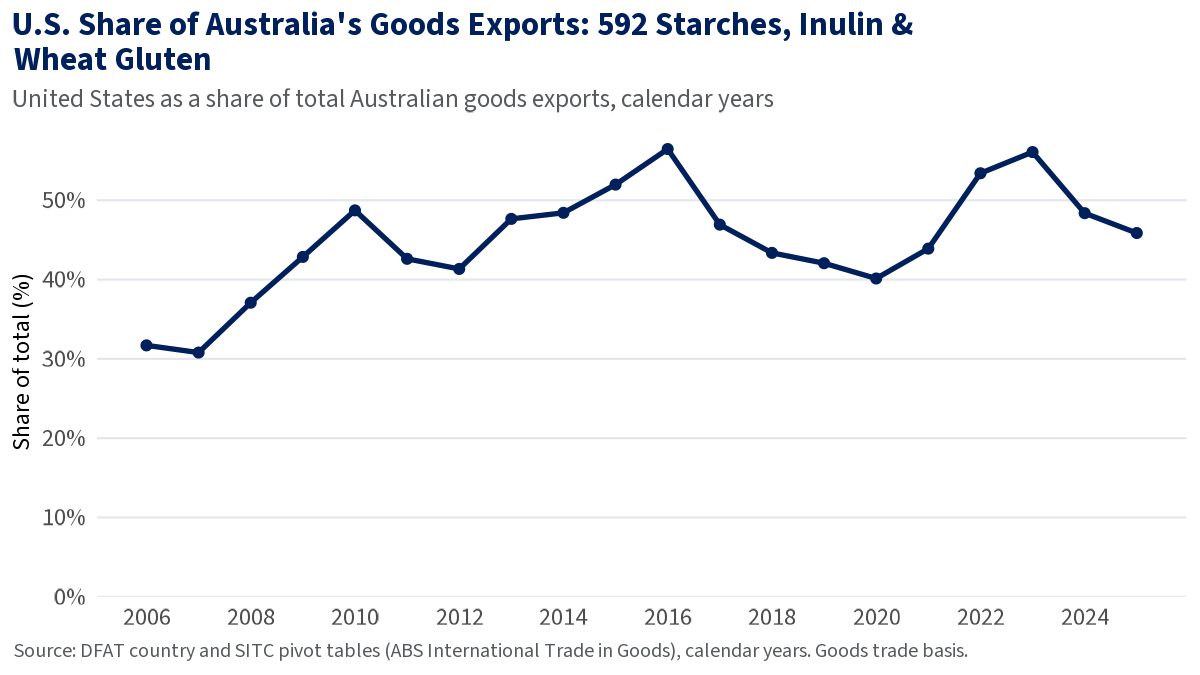 U.S. Share of Australia's Goods Exports: 592 Starches, Inulin &
Wheat Gluten
United States as a share of total Australian goods exports, calendar years
Share of total (%)
50%
40%
30%
20%
10%
0%
2006 2008 2010 2012 2014 2016 2018 2020 2022 2024
Source: DFAT country and SITC pivot tables (ABS International Trade in Goods), calendar years. Goods trade basis.